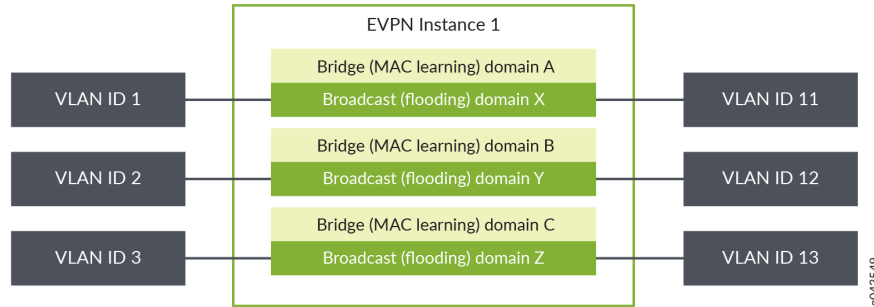 EVPN Instance 1
Bridge (MAC learning) domain A
VLAN ID 1
Broadcast (flooding) domain X
VLAN ID 11
Bridge (MAC learning) domain B
VLAN ID 2
Broadcast (flooding) domain Y
VLAN ID 12
Bridge (MAC learning) domain C
VLAN ID 3
Broadcast (flooding) domain Z
VLAN ID 13